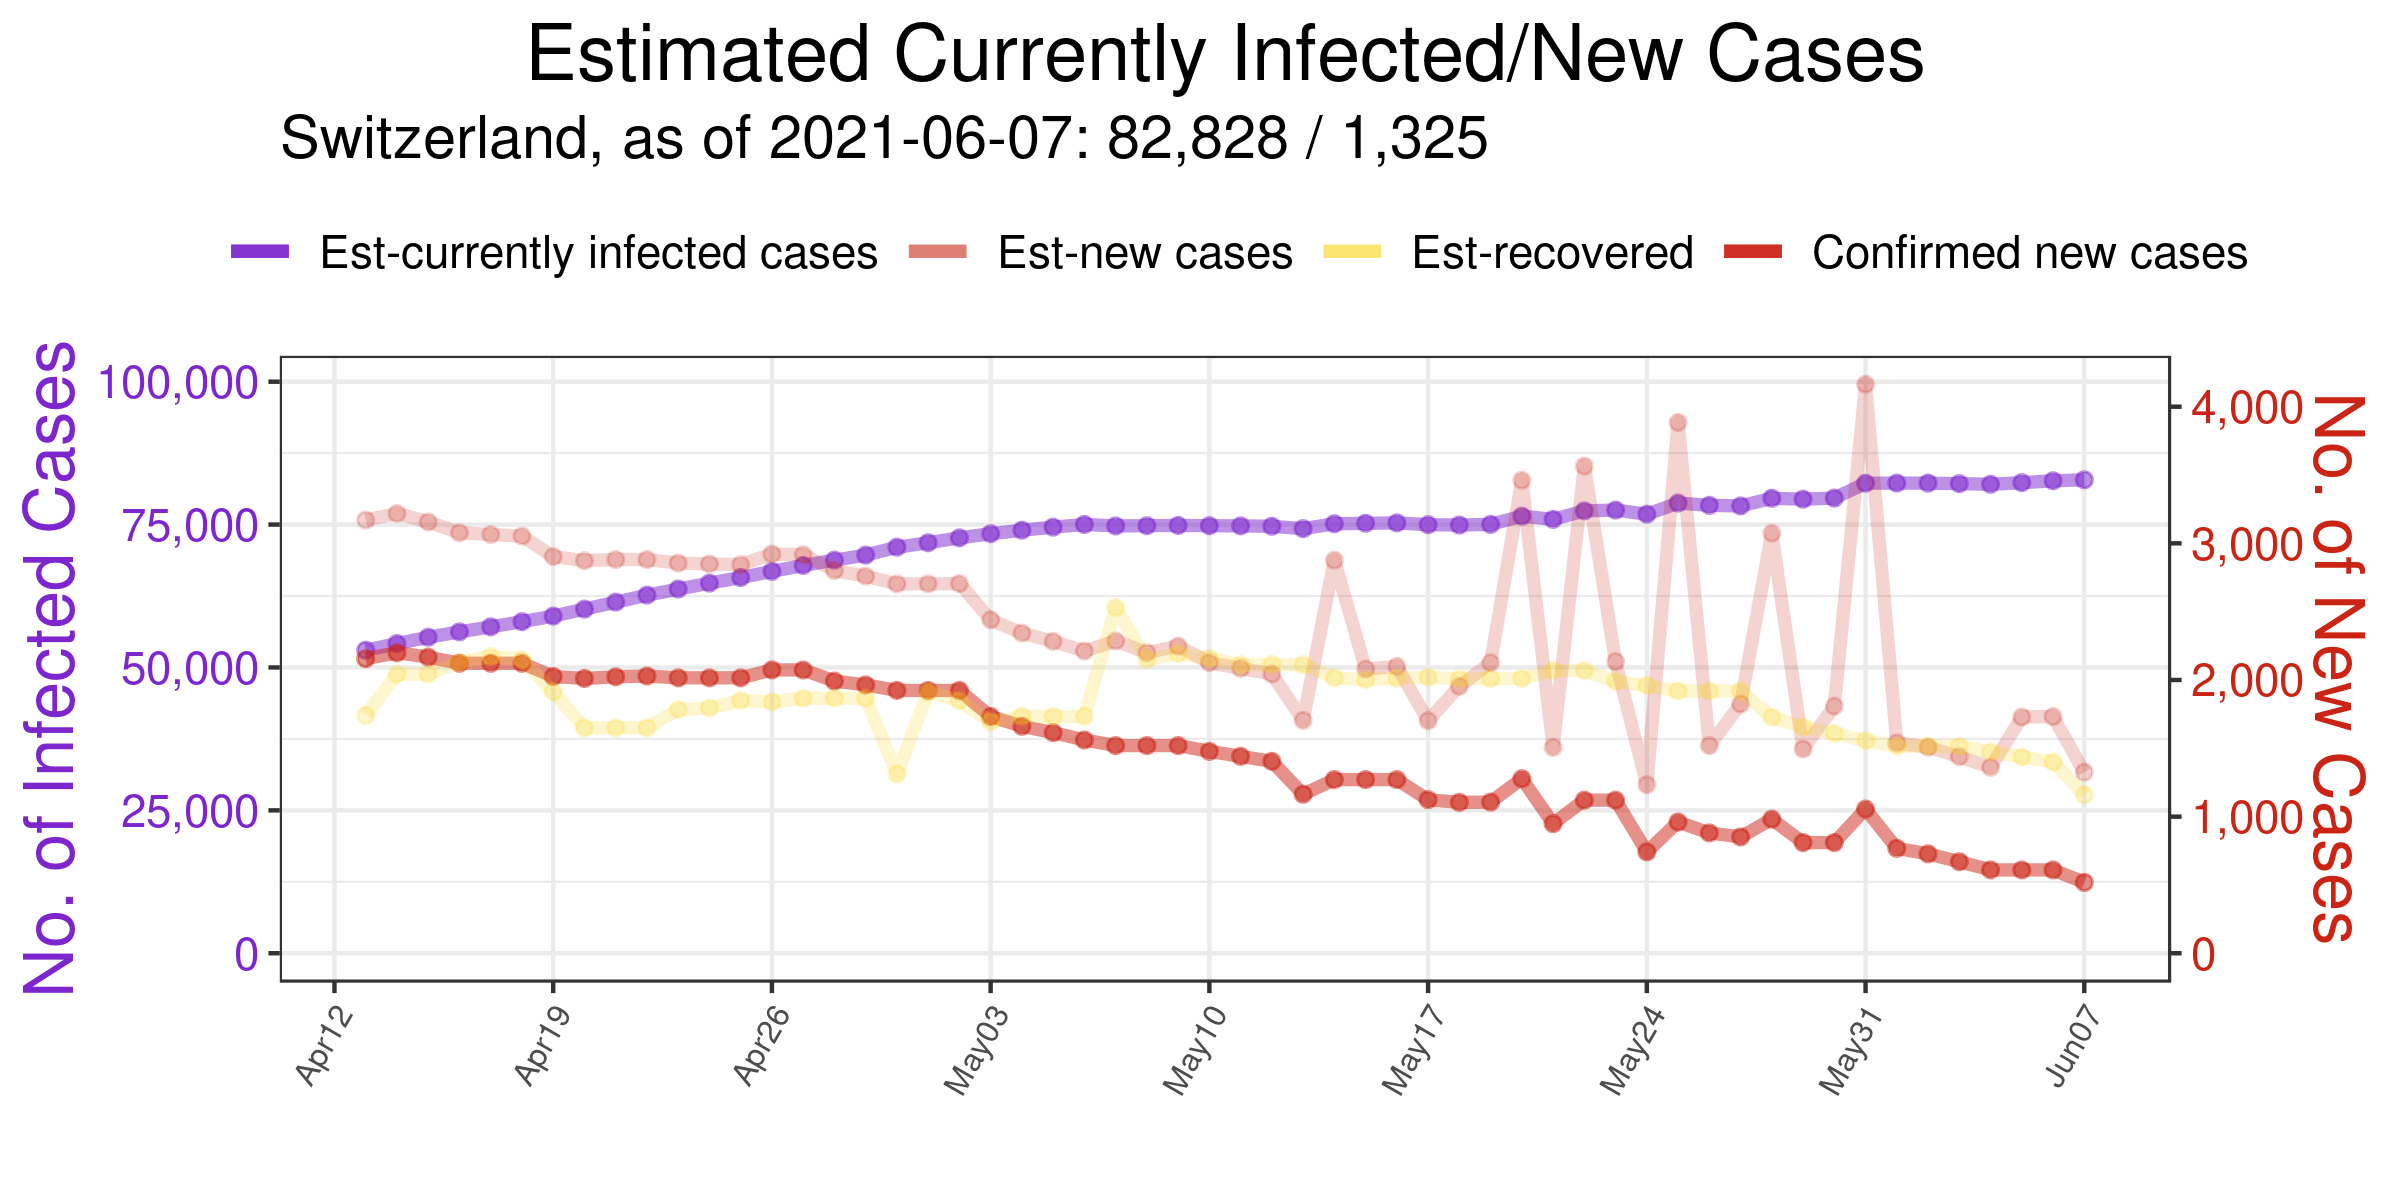 Estimated Currently Infected/New Cases
Switzerland, as of 2021-06-07: 82,828 / 1,325
Est-currently infected cases Est-new cases Est-recovered Confirmed new cases
No. of Infected Cases
100,000
75,000
50,000
25,000
0
4,000
3,000
2,000
1,000
0
No. of New Cases
Apr12 Apr19 Apr26 May03 May10 May17 May24 May31 Jun07